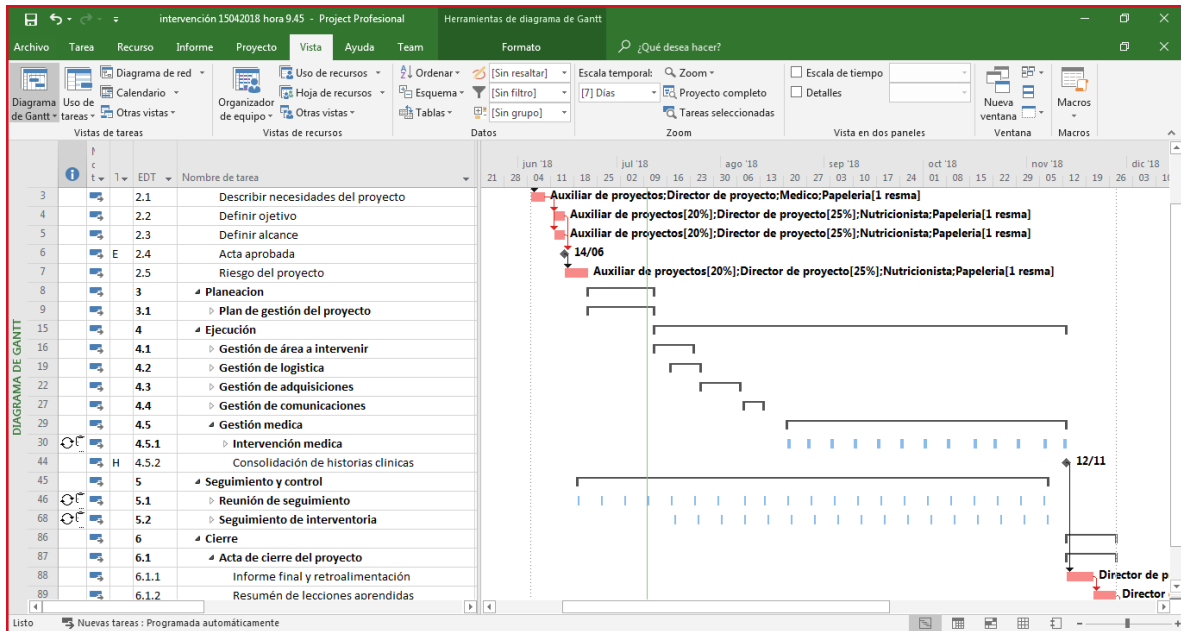 intervención 15042018 hora 9.45 - Project Profesional
Herramientas de diagrama de Gantt
Archivo Tarea Recurso Informe Proyecto Vista Ayuda Team Formato ¿Qué desea hacer?
Diagrama de Gantt
Uso de tareas
Diagrama de red
Calendario
Otras vistas
Vistas de tareas
Organizador de equipo
Uso de recursos
Hoja de recursos
Otras vistas
Vistas de recursos
Ordenar
Esquema
Tablas
[Sin resaltar]
[Sin filtro]
[Sin grupo]
Datos
Escala temporal:
[7] Días
Zoom
Proyecto completo
Tareas seleccionadas
Zoom
Escala de tiempo
Detalles
Vista en dos paneles
Nueva ventana
Ventana
Macros
Macros
EDT Nombre de tarea
jun '18 jul '18 ago '18 sep '18 oct '18 nov '18 dic '18
21 28 04 11 18 25 02 09 16 23 30 06 13 20 27 03 10 17 24 01 08 15 22 29 05 12 19 26 03
DIAGRAMA DE GANTT
3 2.1 Describir necesidades del proyecto Auxiliar de proyectos;Director de proyecto;Medico;Papeleria[1 resma]
4 2.2 Definir ojetivo Auxiliar de proyectos[20%];Director de proyecto[25%];Nutricionista;Papeleria[1 resma]
5 2.3 Definir alcance Auxiliar de proyectos[20%];Director de proyecto[25%];Nutricionista;Papeleria[1 resma]
6 E 2.4 Acta aprobada 14/06
7 2.5 Riesgo del proyecto Auxiliar de proyectos[20%];Director de proyecto[25%];Nutricionista;Papeleria[1 resma]
8 3 Planeacion
9 3.1 Plan de gestión del proyecto
15 4 Ejecución
16 4.1 Gestión de área a intervenir
19 4.2 Gestión de logistica
22 4.3 Gestión de adquisiciones
27 4.4 Gestión de comunicaciones
29 4.5 Gestión medica
30 4.5.1 Intervención medica
44 H 4.5.2 Consolidación de historias clinicas 12/11
45 5 Seguimiento y control
46 5.1 Reunión de seguimiento
68 5.2 Seguimiento de interventoria
86 6 Cierre
87 6.1 Acta de cierre del proyecto
88 6.1.1 Informe final y retroalimentación Director de p
89 6.1.2 Resumén de lecciones aprendidas Director
Listo Nuevas tareas : Programada automáticamente